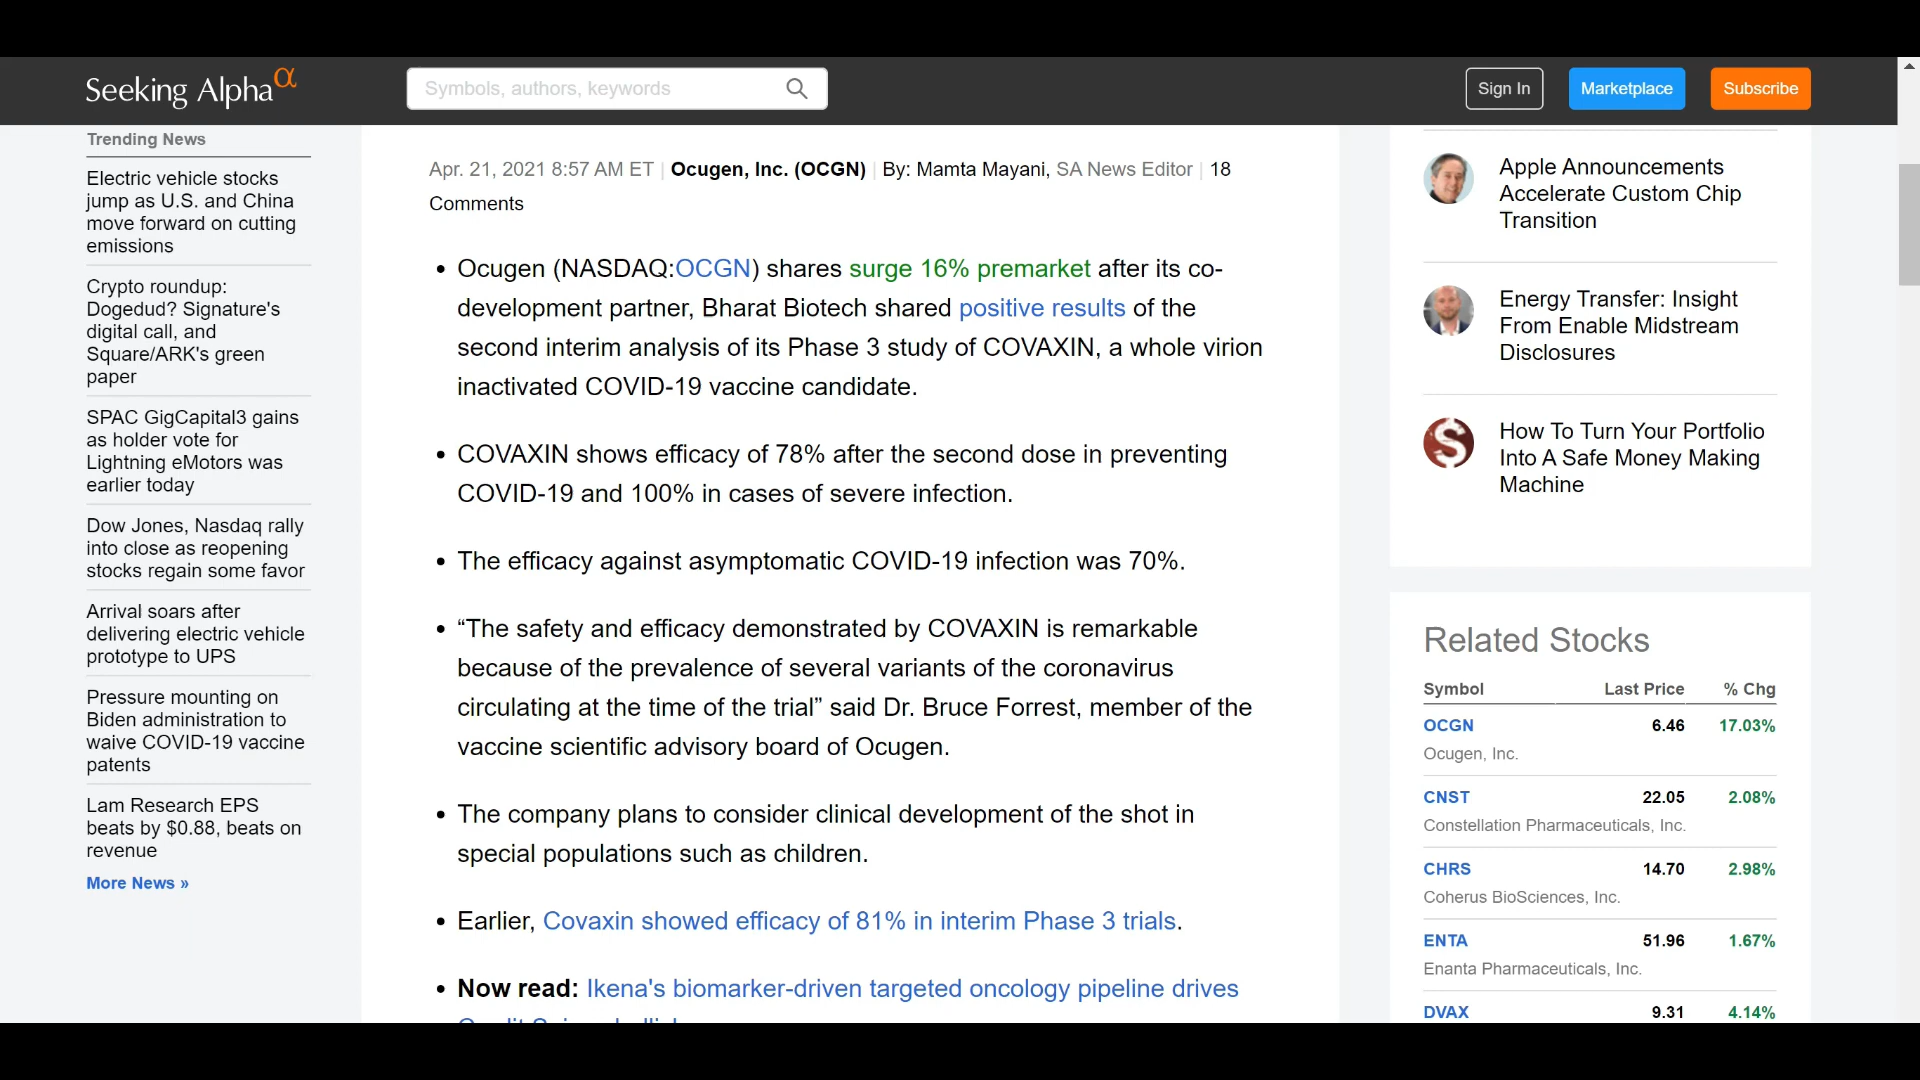 Seeking Alpha α
Symbols, authors, keywords
Sign In
Marketplace
Subscribe
Trending News
Electric vehicle stocks
jump as U.S. and China
move forward on cutting
emissions
Crypto roundup:
Dogedud? Signature's
digital call, and
Square/ARK's green
paper
SPAC GigCapital3 gains
as holder vote for
Lightning eMotors was
earlier today
Dow Jones, Nasdaq rally
into close as reopening
stocks regain some favor
Arrival soars after
delivering electric vehicle
prototype to UPS
Pressure mounting on
Biden administration to
waive COVID-19 vaccine
patents
Lam Research EPS
beats by $0.88, beats on
revenue
More News »
Apr. 21, 2021 8:57 AM ET | Ocugen, Inc. (OCGN) | By: Mamta Mayani, SA News Editor | 18
Comments
• Ocugen (NASDAQ:OCGN) shares surge 16% premarket after its co-
development partner, Bharat Biotech shared positive results of the
second interim analysis of its Phase 3 study of COVAXIN, a whole virion
inactivated COVID-19 vaccine candidate.
• COVAXIN shows efficacy of 78% after the second dose in preventing
COVID-19 and 100% in cases of severe infection.
• The efficacy against asymptomatic COVID-19 infection was 70%.
• “The safety and efficacy demonstrated by COVAXIN is remarkable
because of the prevalence of several variants of the coronavirus
circulating at the time of the trial” said Dr. Bruce Forrest, member of the
vaccine scientific advisory board of Ocugen.
• The company plans to consider clinical development of the shot in
special populations such as children.
• Earlier, Covaxin showed efficacy of 81% in interim Phase 3 trials.
• Now read: Ikena's biomarker-driven targeted oncology pipeline drives
Apple Announcements
Accelerate Custom Chip
Transition
Energy Transfer: Insight
From Enable Midstream
Disclosures
How To Turn Your Portfolio
Into A Safe Money Making
Machine
Related Stocks
Symbol Last Price % Chg
OCGN 6.46 17.03%
Ocugen, Inc.
CNST 22.05 2.08%
Constellation Pharmaceuticals, Inc.
CHRS 14.70 2.98%
Coherus BioSciences, Inc.
ENTA 51.96 1.67%
Enanta Pharmaceuticals, Inc.
DVAX 9.31 4.14%